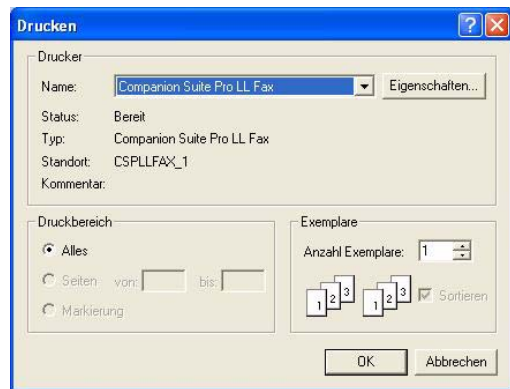 Drucken
Drucker
Name: Companion Suite Pro LL Fax Eigenschaften...
Status: Bereit
Typ: Companion Suite Pro LL Fax
Standort: CSPLLFAX_1
Kommentar:
Druckbereich
Alles
Seiten von: bis:
Markierung
Exemplare
Anzahl Exemplare: 1
1 2 3 1 2 3 Sortieren
OK Abbrechen